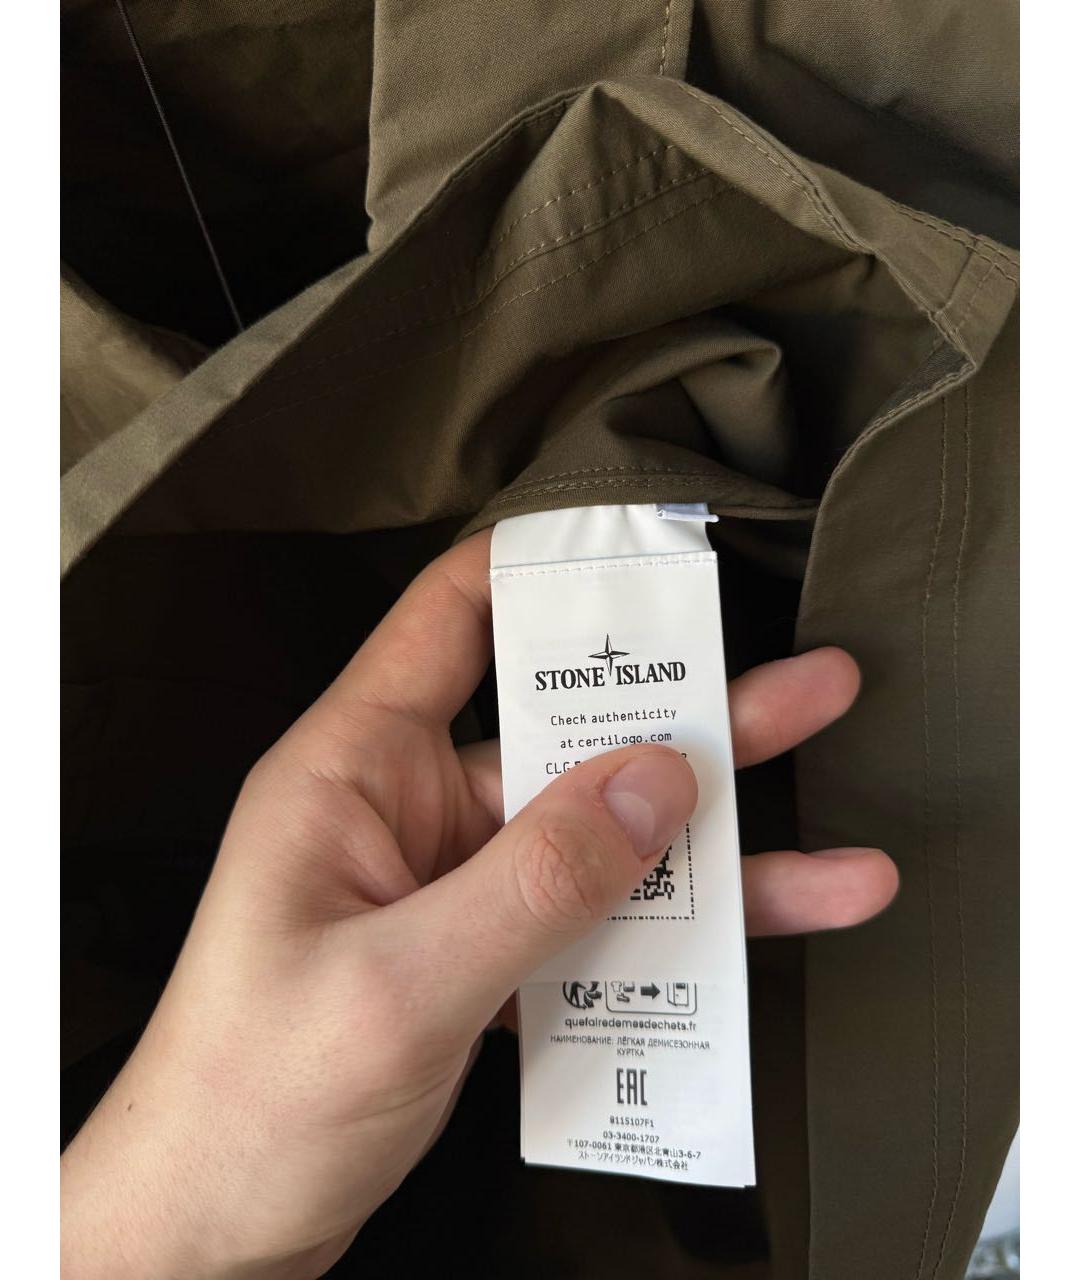 STONE ISLAND
Check authenticity
at certilogo.com
CLG
quefairedemesdechets.fr
НАИМЕНОВАНИЕ: ЛЁГКАЯ ДЕМИСЕЗОННАЯ
КУРТКА
EAC
8115107F1
03-3400-1707
〒107-0061 東京都港区北青山3-6-7
ストーンアイランドジャパン株式会社